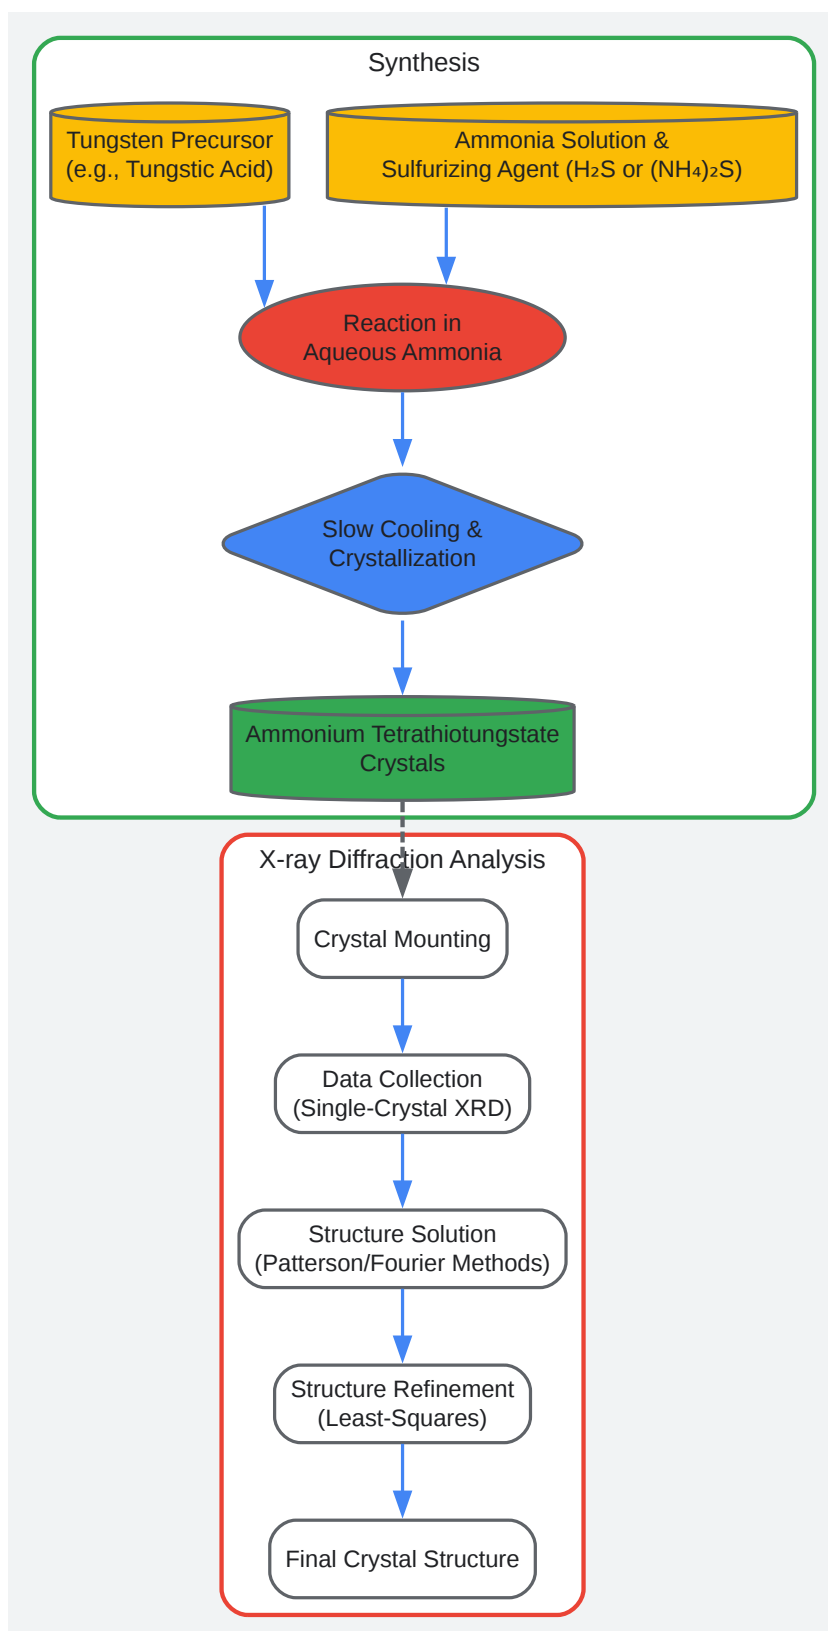 Synthesis
Tungsten Precursor
(e.g., Tungstic Acid)
Ammonia Solution &
Sulfurizing Agent (H₂S or (NH₄)₂S)
Reaction in
Aqueous Ammonia
Slow Cooling &
Crystallization
Ammonium Tetrathiotungstate
Crystals
X-ray Diffraction Analysis
Crystal Mounting
Data Collection
(Single-Crystal XRD)
Structure Solution
(Patterson/Fourier Methods)
Structure Refinement
(Least-Squares)
Final Crystal Structure